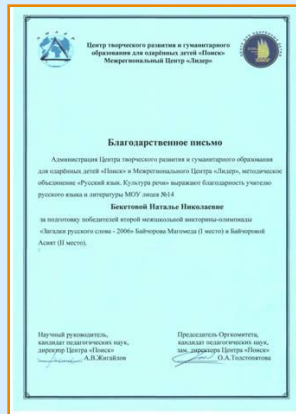 Центр творческого развития и гуманитарного
образования для одарённых детей «Поиск»
Межрегиональный Центр «Лидер»
Благодарственное письмо
Администрация Центра творческого развития и гуманитарного образования
для одарённых детей «Поиск» и Межрегионального Центра «Лидер», методическое
объединение «Русский язык. Культура речи» выражают благодарность учителю
русского языка и литературы МОУ лицея №14
Бекетовой Наталье Николаевне
за подготовку победителей второй межшкольной викторины-олимпиады
«Загадки русского слова - 2006» Байчорова Магомеда (I место) и Байчоровой
Асият (II место).
Научный руководитель,
кандидат педагогических наук,
директор Центра «Поиск»
А.В.Жигайлов
Председатель Оргкомитета,
кандидат педагогических наук,
зам. директора Центра «Поиск»
О.А.Толстопятова